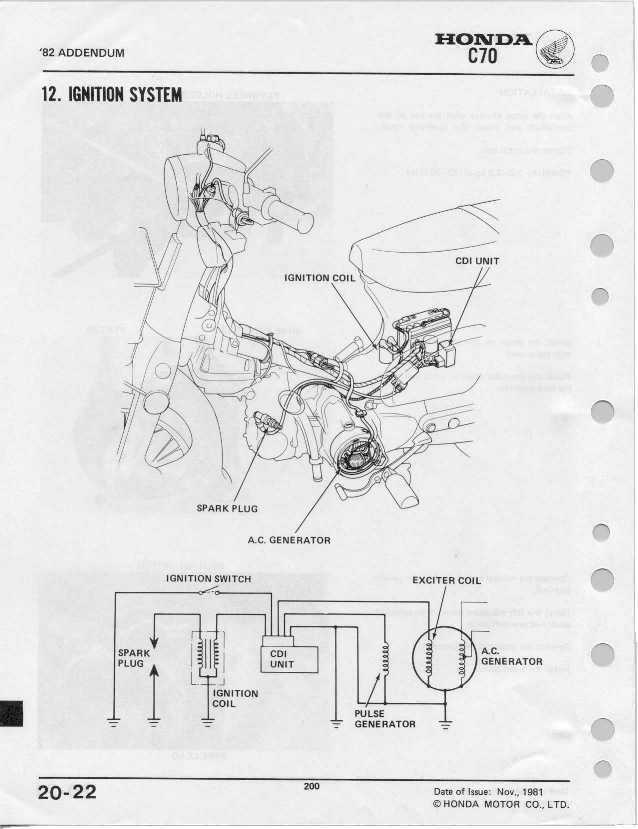 HONDA
'82 ADDENDUM
C70
12. IGNITION SYSTEM
CDI UNIT
IGNITION COIL
SPARK PLUG
A.C. GENERATOR
IGNITION SWITCH
EXCITER COIL
SPARK
PLUG
CDI
UNIT
A.C.
GENERATOR
IGNITION
COIL
PULSE
GENERATOR
20-22
200
Date of Issue: Nov., 1981
© HONDA MOTOR CO., LTD.